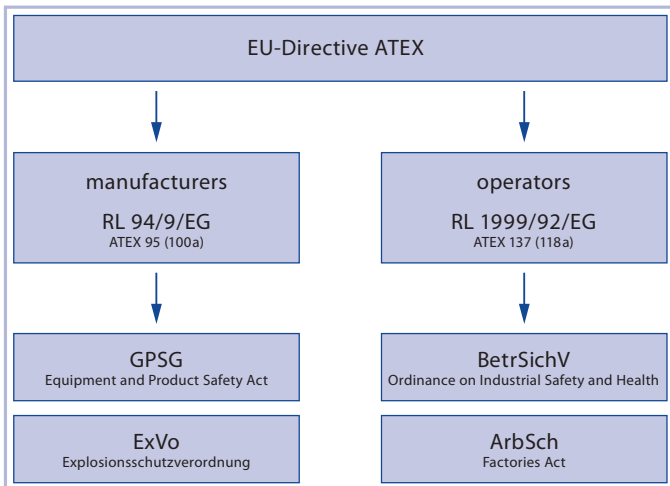 EU-Directive ATEX
manufacturers
RL 94/9/EG
ATEX 95 (100a)
operators
RL 1999/92/EG
ATEX 137 (118a)
GPSG
Equipment and Product Safety Act
BetrSichV
Ordinance on Industrial Safety and Health
ExVo
Explosionsschutzverordnung
ArbSch
Factories Act